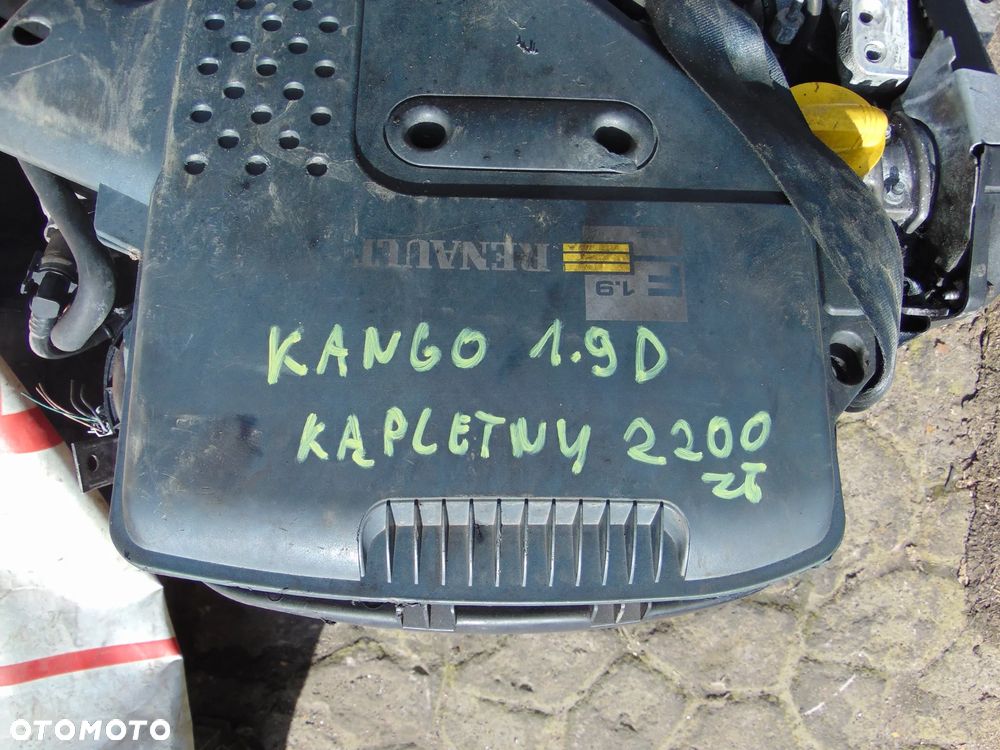 RENAULT
E 1.9
KANGO 1.9D
KĄPLETNY 2200
zł
OTOMOTO